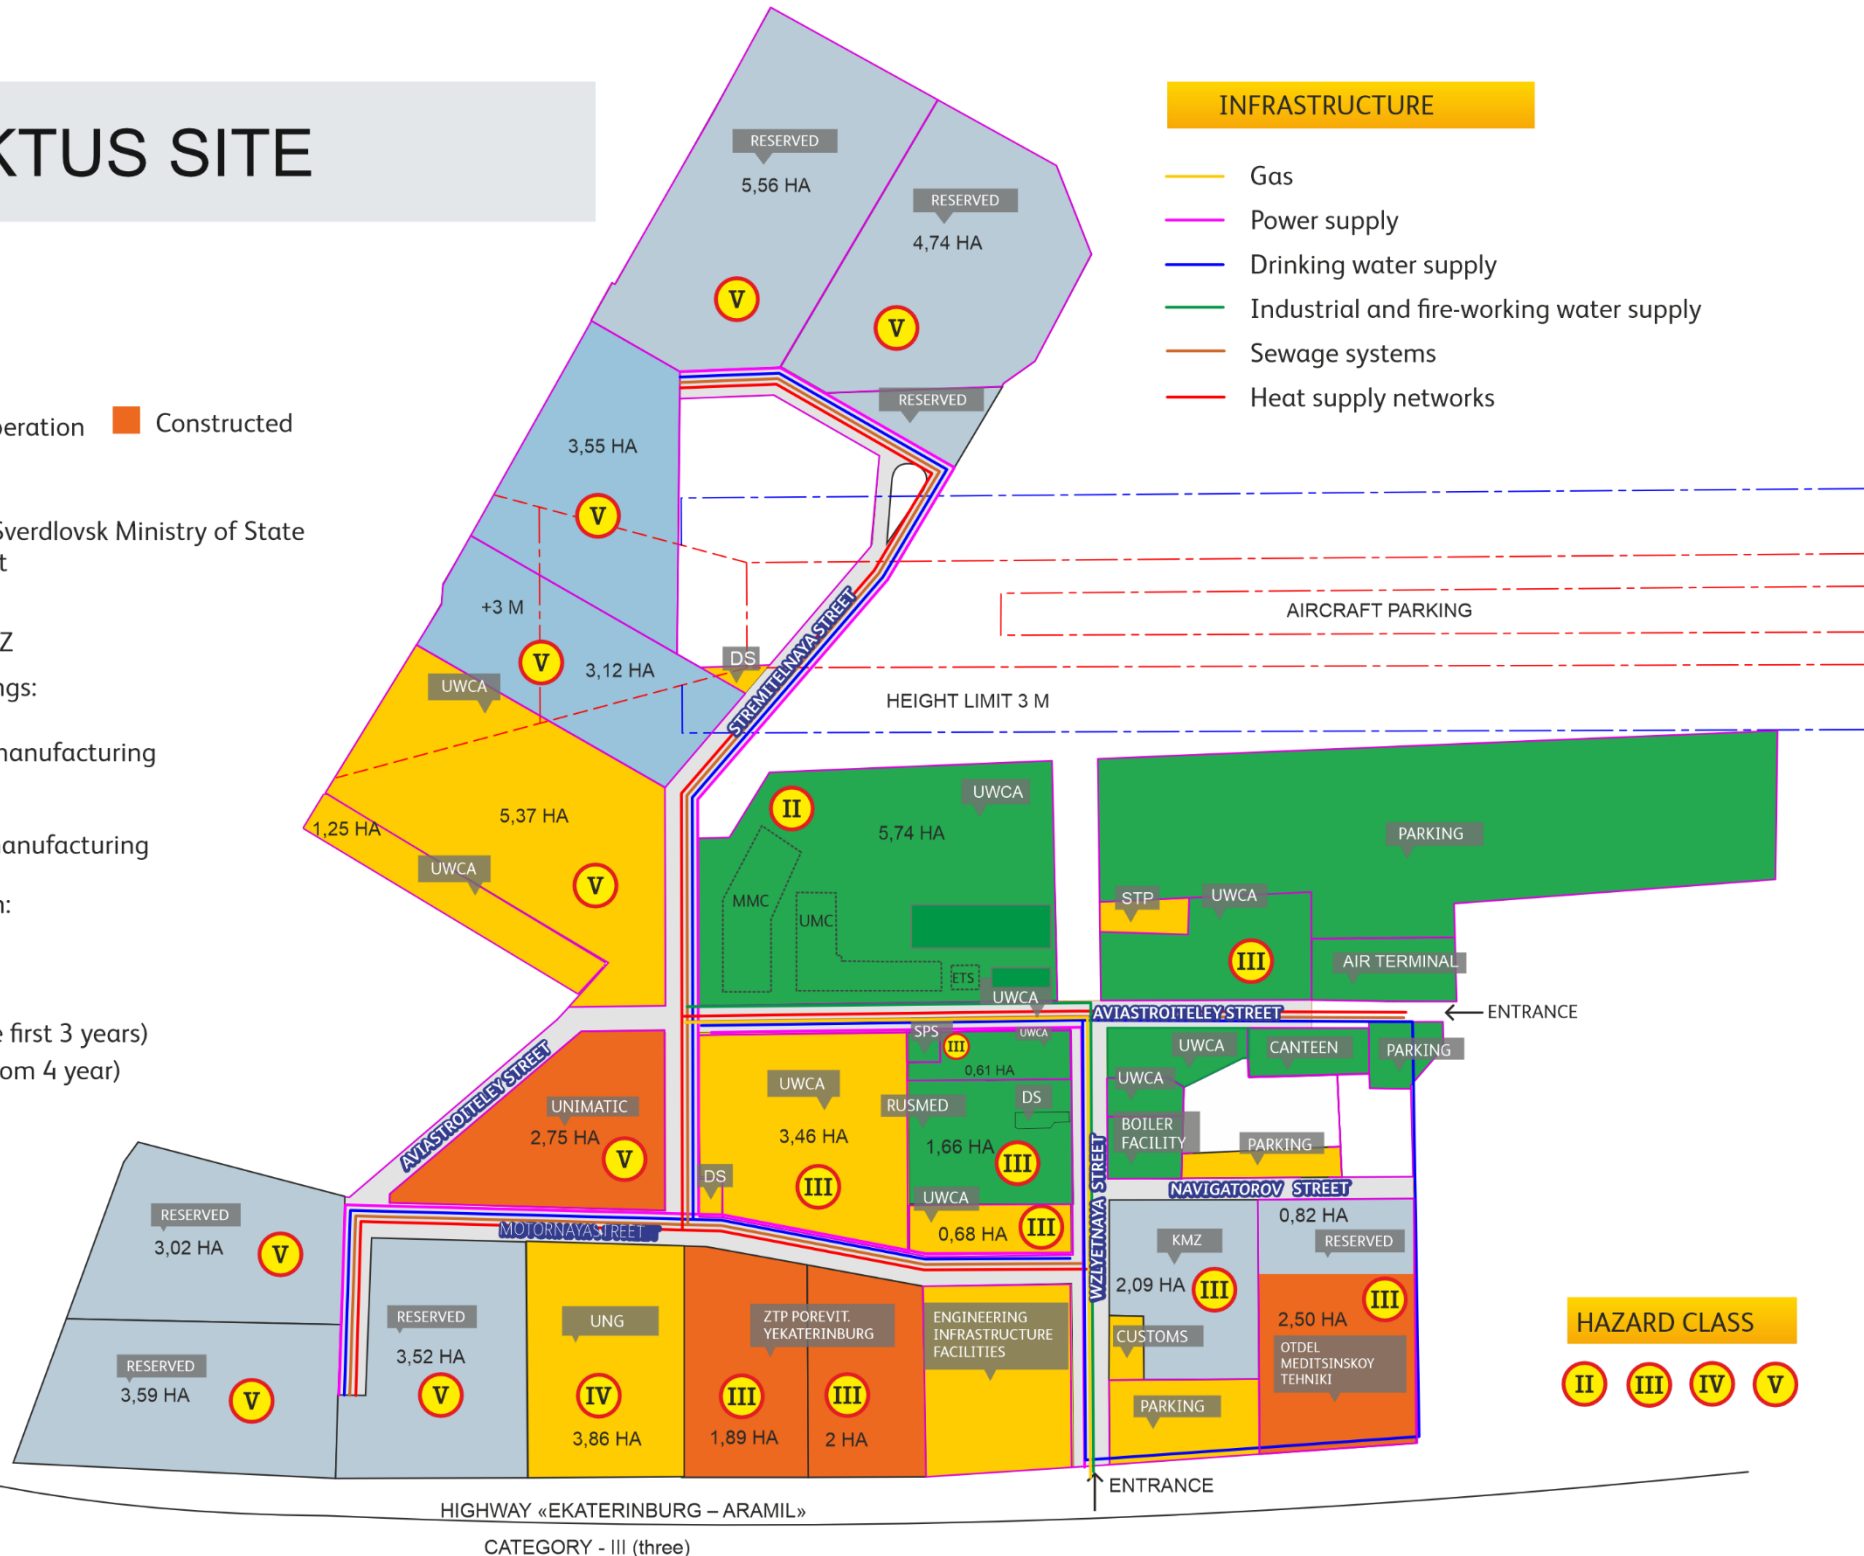 KTUS SITE
peration
Constructed
Sverdlovsk Ministry of State
t
Z
ngs:
manufacturing
anufacturing
n:
e first 3 years)
om 4 year)
INFRASTRUCTURE
Gas
Power supply
Drinking water supply
Industrial and fire-working water supply
Sewage systems
Heat supply networks
RESERVED
5,56 HA
V
RESERVED
4,74 HA
V
RESERVED
3,55 HA
V
+3 M
V
3,12 HA
DS
UWCA
5,37 HA
V
1,25 HA
UWCA
STREMITELNAYA STREET
AIRCRAFT PARKING
HEIGHT LIMIT 3 M
II
UWCA
5,74 HA
MMC
UMC
ETS
UWCA
PARKING
STP
UWCA
III
AIR TERMINAL
AVIASTROITELEY STREET
ENTRANCE
AVIASTROITELEY STREET
UNIMATIC
2,75 HA
V
UWCA
3,46 HA
III
DS
SPS
III
UWCA
0,61 HA
RUSMED
DS
1,66 HA
III
UWCA
0,68 HA
III
UWCA
CANTEEN
PARKING
UWCA
BOILER
FACILITY
PARKING
NAVIGATOROV STREET
WZLYETNAYA STREET
MOTORNAYA STREET
RESERVED
3,02 HA
V
RESERVED
3,59 HA
V
RESERVED
3,52 HA
V
UNG
IV
3,86 HA
ZTP POREVIT.
YEKATERINBURG
III
1,89 HA
III
2 HA
ENGINEERING
INFRASTRUCTURE
FACILITIES
KMZ
2,09 HA
III
CUSTOMS
PARKING
0,82 HA
RESERVED
III
2,50 HA
OTDEL
MEDITSINSKOY
TEHNIKI
HAZARD CLASS
II III IV V
ENTRANCE
HIGHWAY «EKATERINBURG – ARAMIL»
CATEGORY - III (three)